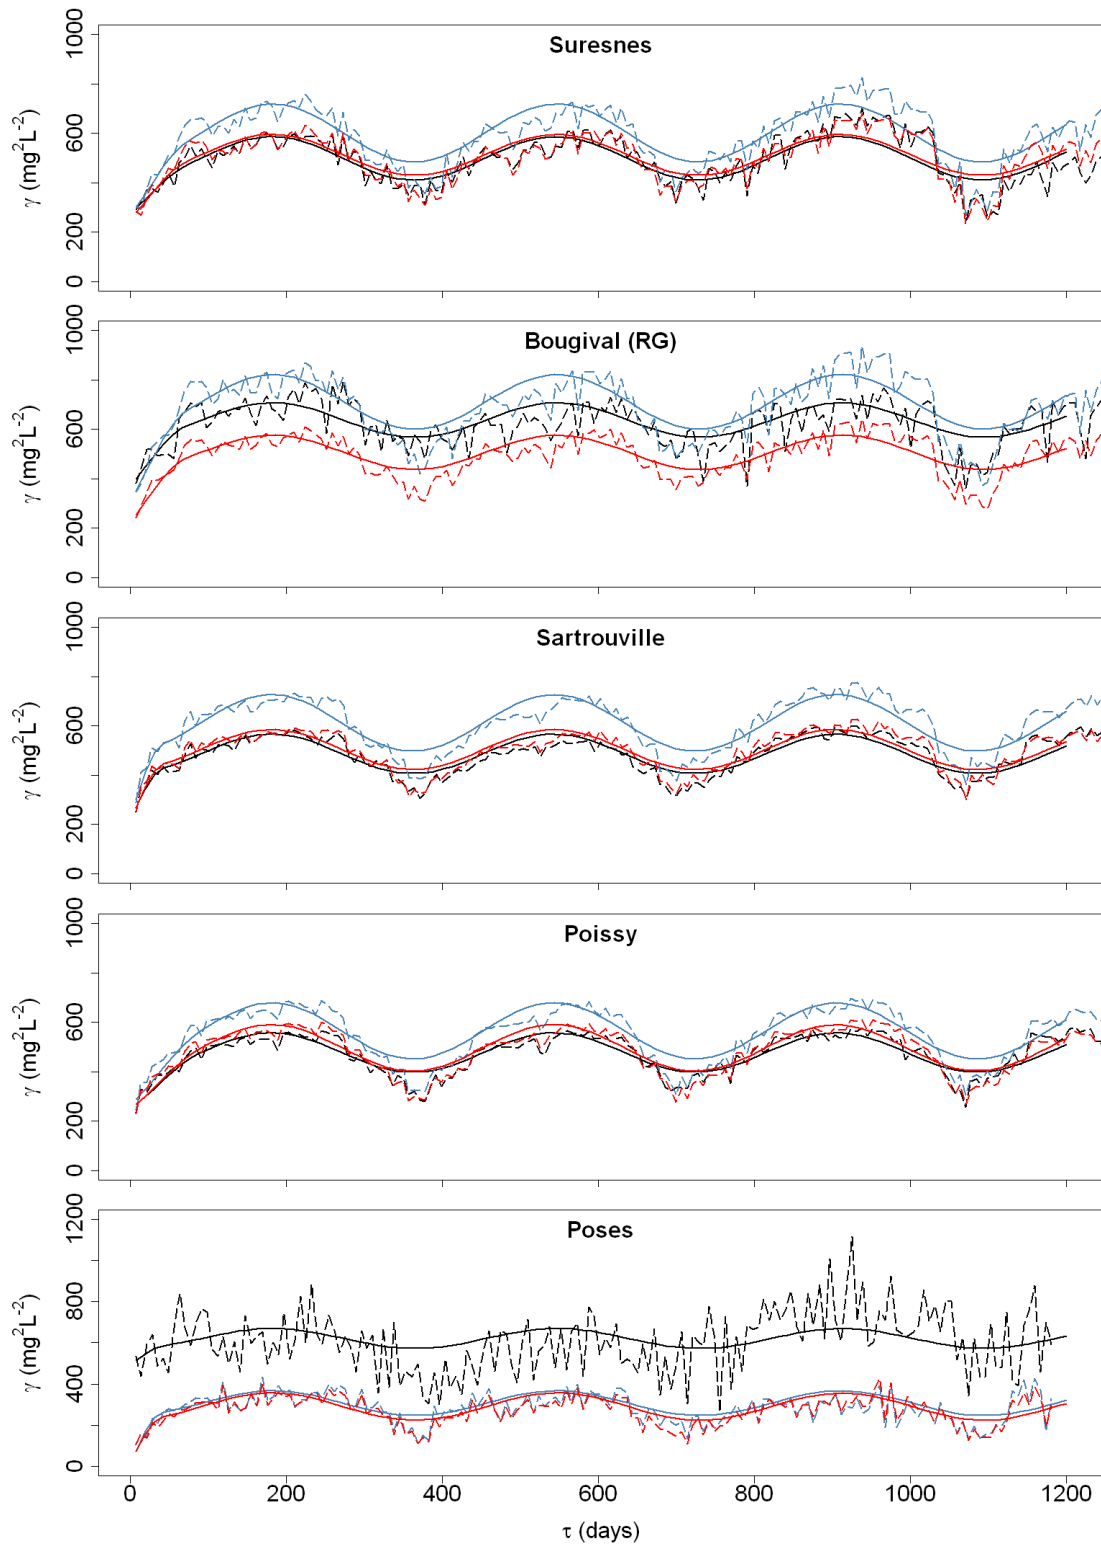 Suresnes
1000
600
200
0
γ (mg²L⁻²)
Bougival (RG)
1000
600
200
0
γ (mg²L⁻²)
Sartrouville
1000
600
200
0
γ (mg²L⁻²)
Poissy
1000
600
200
0
γ (mg²L⁻²)
Poses
1200
800
400
0
γ (mg²L⁻²)
0 200 400 600 800 1000 1200
τ (days)